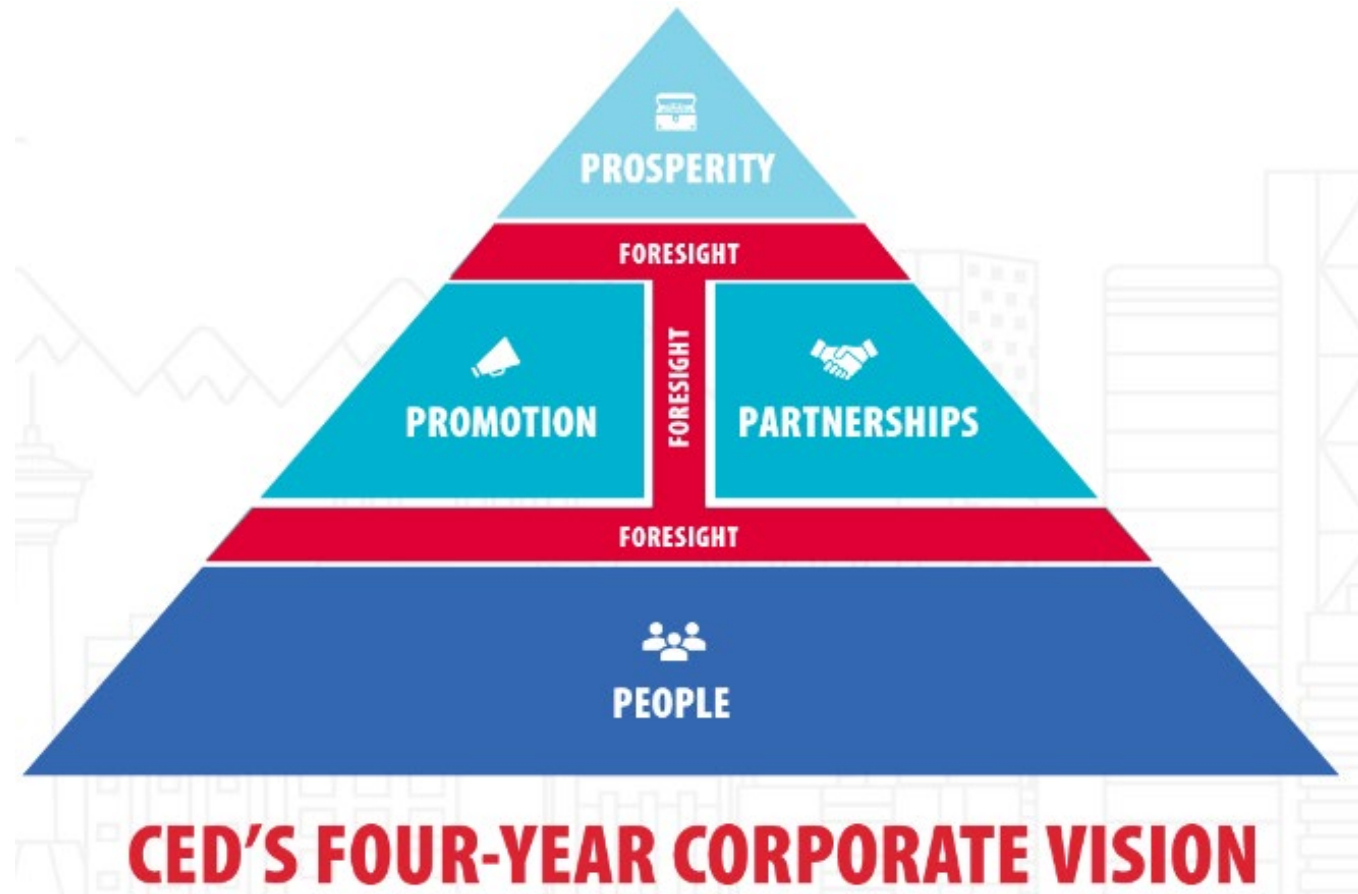 PROSPERITY
FORESIGHT
PROMOTION
FORESIGHT
PARTNERSHIPS
FORESIGHT
PEOPLE
CED'S FOUR-YEAR CORPORATE VISION